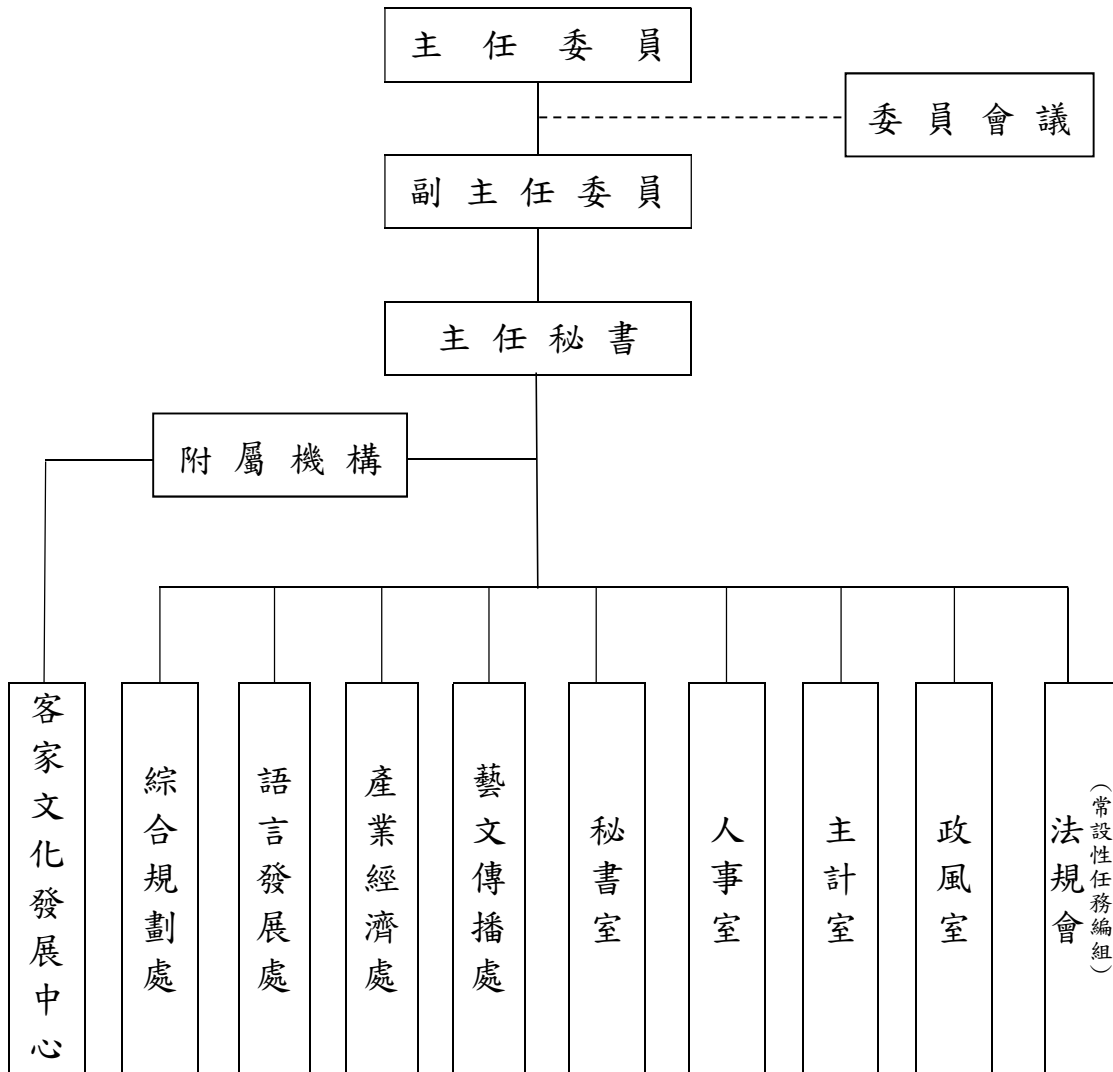 主任委員
委員會議
副主任委員
主任秘書
附屬機構
客家文化發展中心
綜合規劃處
語言發展處
產業經濟處
藝文傳播處
秘書室
人事室
主計室
政風室
法規會
（常設性任務編組）